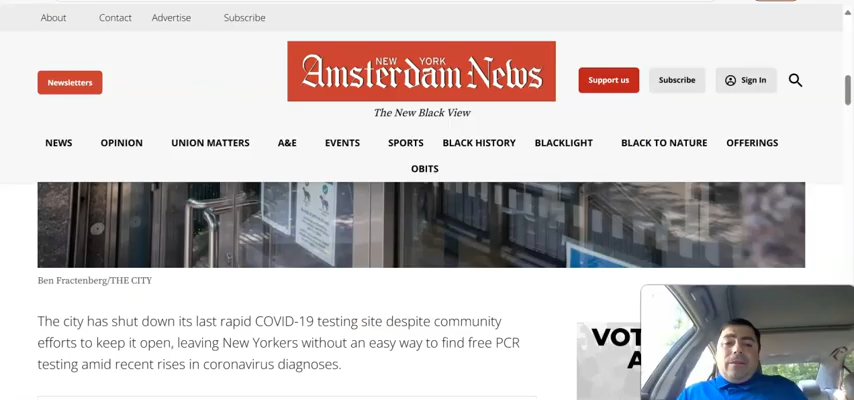 About Contact Advertise Subscribe
Newsletters
NEW YORK
Amsterdam News
Support us
Subscribe
Sign In
The New Black View
NEWS OPINION UNION MATTERS A&E EVENTS SPORTS BLACK HISTORY BLACKLIGHT BLACK TO NATURE OFFERINGS
OBITS
Ben Fractenberg/THE CITY
The city has shut down its last rapid COVID-19 testing site despite community
efforts to keep it open, leaving New Yorkers without an easy way to find free PCR
testing amid recent rises in coronavirus diagnoses.